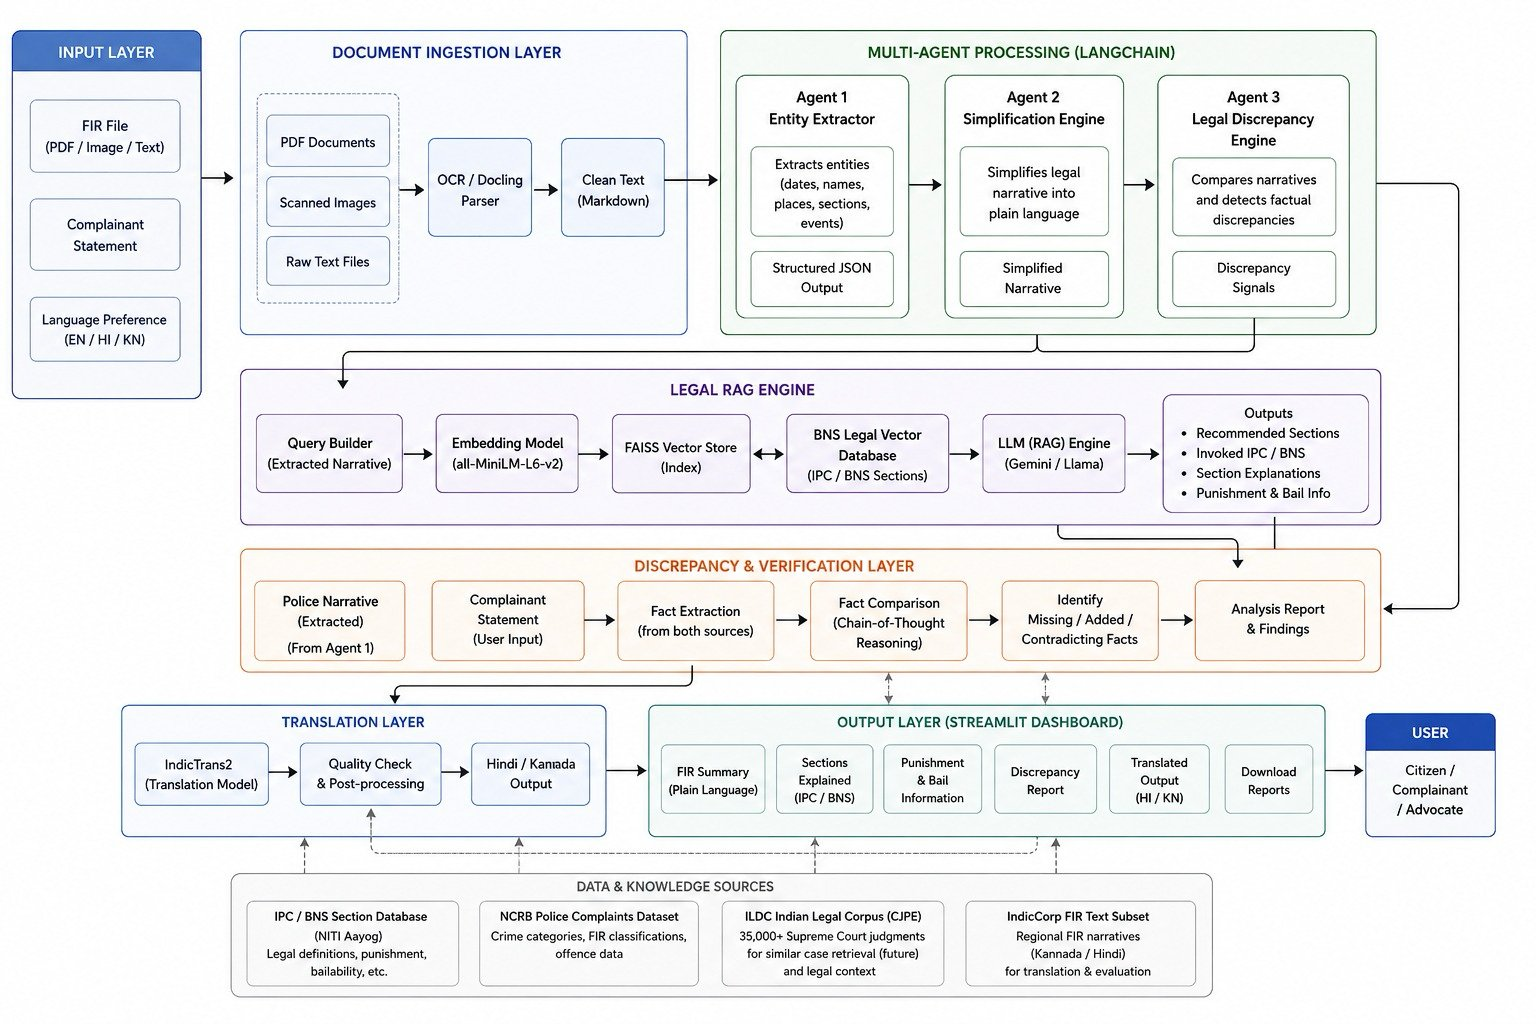 INPUT LAYER
FIR File
(PDF / Image / Text)
Complainant
Statement
Language Preference
(EN / HI / KN)
DOCUMENT INGESTION LAYER
PDF Documents
Scanned Images
Raw Text Files
OCR / Docling
Parser
Clean Text
(Markdown)
MULTI-AGENT PROCESSING (LANGCHAIN)
Agent 1
Entity Extractor
Extracts entities
(dates, names,
places, sections,
events)
Structured JSON
Output
Agent 2
Simplification Engine
Simplifies legal
narrative into
plain language
Simplified
Narrative
Agent 3
Legal Discrepancy
Engine
Compares narratives
and detects factual
discrepancies
Discrepancy
Signals
LEGAL RAG ENGINE
Query Builder
(Extracted Narrative)
Embedding Model
(all-MiniLM-L6-v2)
FAISS Vector Store
(Index)
BNS Legal Vector
Database
(IPC / BNS Sections)
LLM (RAG) Engine
(Gemini / Llama)
Outputs
• Recommended Sections
• Invoked IPC / BNS
• Section Explanations
• Punishment & Bail Info
DISCREPANCY & VERIFICATION LAYER
Police Narrative
(Extracted)
(From Agent 1)
Complainant
Statement
(User Input)
Fact Extraction
(from both sources)
Fact Comparison
(Chain-of-Thought
Reasoning)
Identify
Missing / Added /
Contradicting Facts
Analysis Report
& Findings
TRANSLATION LAYER
IndicTrans2
(Translation Model)
Quality Check
& Post-processing
Hindi / Kannada
Output
OUTPUT LAYER (STREAMLIT DASHBOARD)
FIR Summary
(Plain Language)
Sections
Explained
(IPC / BNS)
Punishment
& Bail
Information
Discrepancy
Report
Translated
Output
(HI / KN)
Download
Reports
USER
Citizen /
Complainant
/ Advocate
DATA & KNOWLEDGE SOURCES
IPC / BNS Section Database
(NITI Aayog)
Legal definitions, punishment,
bailability, etc.
NCRB Police Complaints Dataset
Crime categories, FIR classifications,
offence data
ILDC Indian Legal Corpus (CJPE)
35,000+ Supreme Court judgments
for similar case retrieval (future)
and legal context
IndicCorp FIR Text Subset
Regional FIR narratives
(Kannada / Hindi)
for translation & evaluation